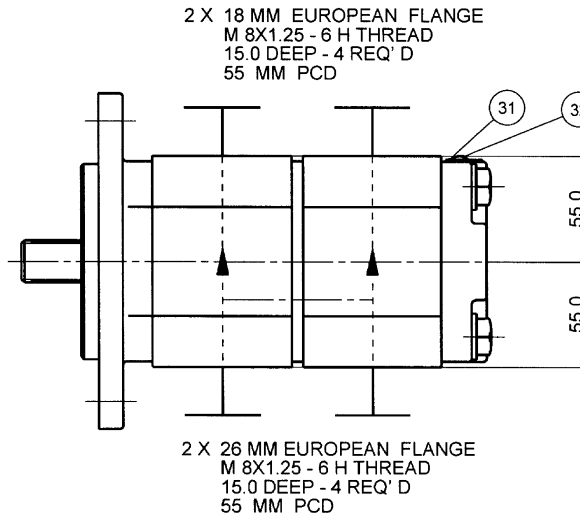 2 X 18 MM EUROPEAN FLANGE
M 8X1.25 - 6 H THREAD
15.0 DEEP - 4 REQ' D
55 MM PCD
31
55.0
55.0
2 X 26 MM EUROPEAN FLANGE
M 8X1.25 - 6 H THREAD
15.0 DEEP - 4 REQ' D
55 MM PCD